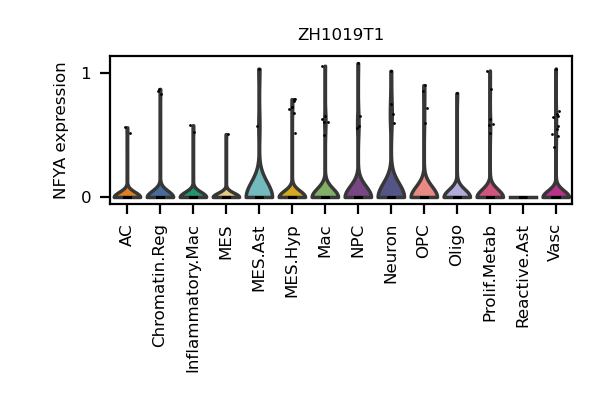 ZH1019T1
NFYA expression
1
0
AC
Chromatin.Reg
Inflammatory.Mac
MES
MES.Ast
MES.Hyp
Mac
NPC
Neuron
OPC
Oligo
Prolif.Metab
Reactive.Ast
Vasc